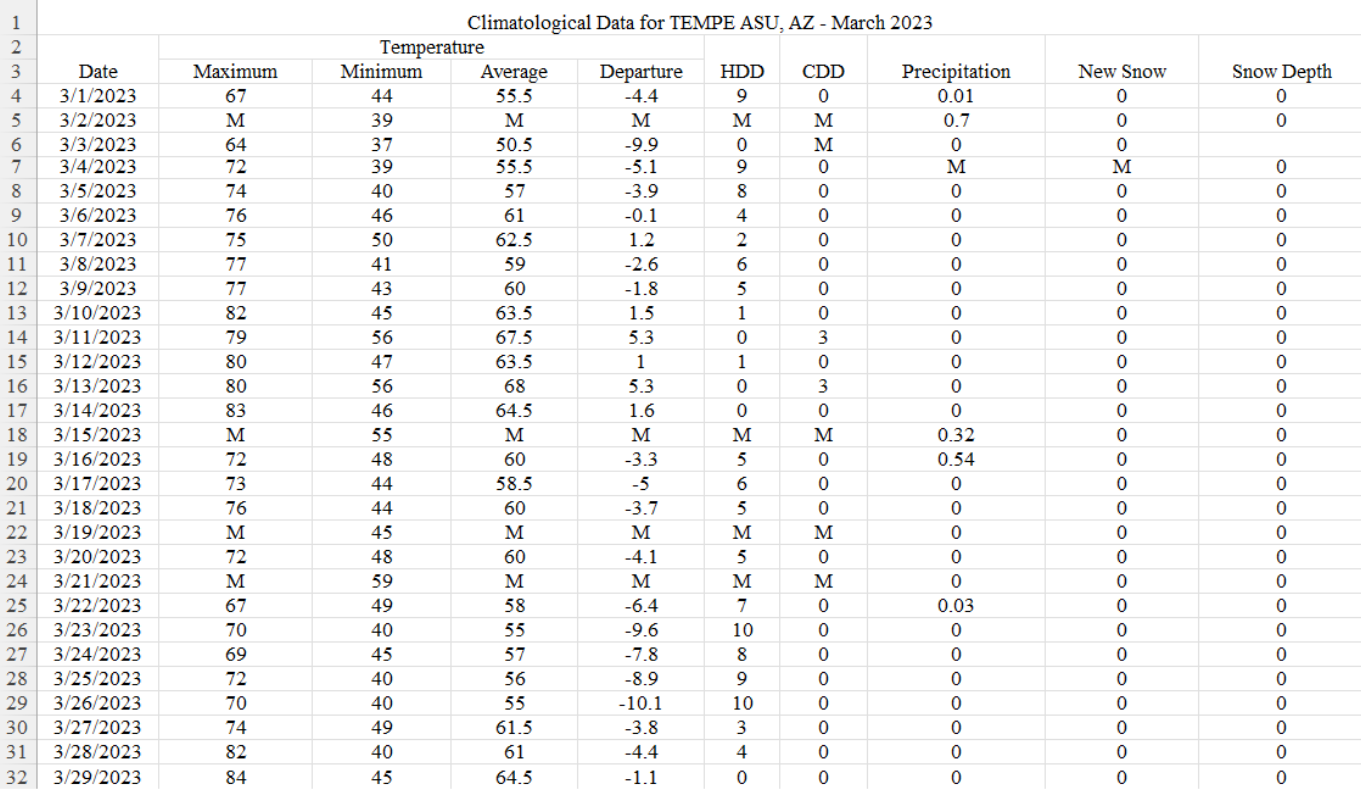 1 Climatological Data for TEMPE ASU, AZ - March 2023
2 Temperature
3 Date Maximum Minimum Average Departure HDD CDD Precipitation New Snow Snow Depth
4 3/1/2023 67 44 55.5 -4.4 9 0 0.01 0 0
5 3/2/2023 M 39 M M M M 0.7 0 0
6 3/3/2023 64 37 50.5 -9.9 0 M 0 0
7 3/4/2023 72 39 55.5 -5.1 9 0 M M 0
8 3/5/2023 74 40 57 -3.9 8 0 0 0 0
9 3/6/2023 76 46 61 -0.1 4 0 0 0 0
10 3/7/2023 75 50 62.5 1.2 2 0 0 0 0
11 3/8/2023 77 41 59 -2.6 6 0 0 0 0
12 3/9/2023 77 43 60 -1.8 5 0 0 0 0
13 3/10/2023 82 45 63.5 1.5 1 0 0 0 0
14 3/11/2023 79 56 67.5 5.3 0 3 0 0 0
15 3/12/2023 80 47 63.5 1 1 0 0 0 0
16 3/13/2023 80 56 68 5.3 0 3 0 0 0
17 3/14/2023 83 46 64.5 1.6 0 0 0 0 0
18 3/15/2023 M 55 M M M M 0.32 0 0
19 3/16/2023 72 48 60 -3.3 5 0 0.54 0 0
20 3/17/2023 73 44 58.5 -5 6 0 0 0 0
21 3/18/2023 76 44 60 -3.7 5 0 0 0 0
22 3/19/2023 M 45 M M M M 0 0 0
23 3/20/2023 72 48 60 -4.1 5 0 0 0 0
24 3/21/2023 M 59 M M M M 0 0 0
25 3/22/2023 67 49 58 -6.4 7 0 0.03 0 0
26 3/23/2023 70 40 55 -9.6 10 0 0 0 0
27 3/24/2023 69 45 57 -7.8 8 0 0 0 0
28 3/25/2023 72 40 56 -8.9 9 0 0 0 0
29 3/26/2023 70 40 55 -10.1 10 0 0 0 0
30 3/27/2023 74 49 61.5 -3.8 3 0 0 0 0
31 3/28/2023 82 40 61 -4.4 4 0 0 0 0
32 3/29/2023 84 45 64.5 -1.1 0 0 0 0 0